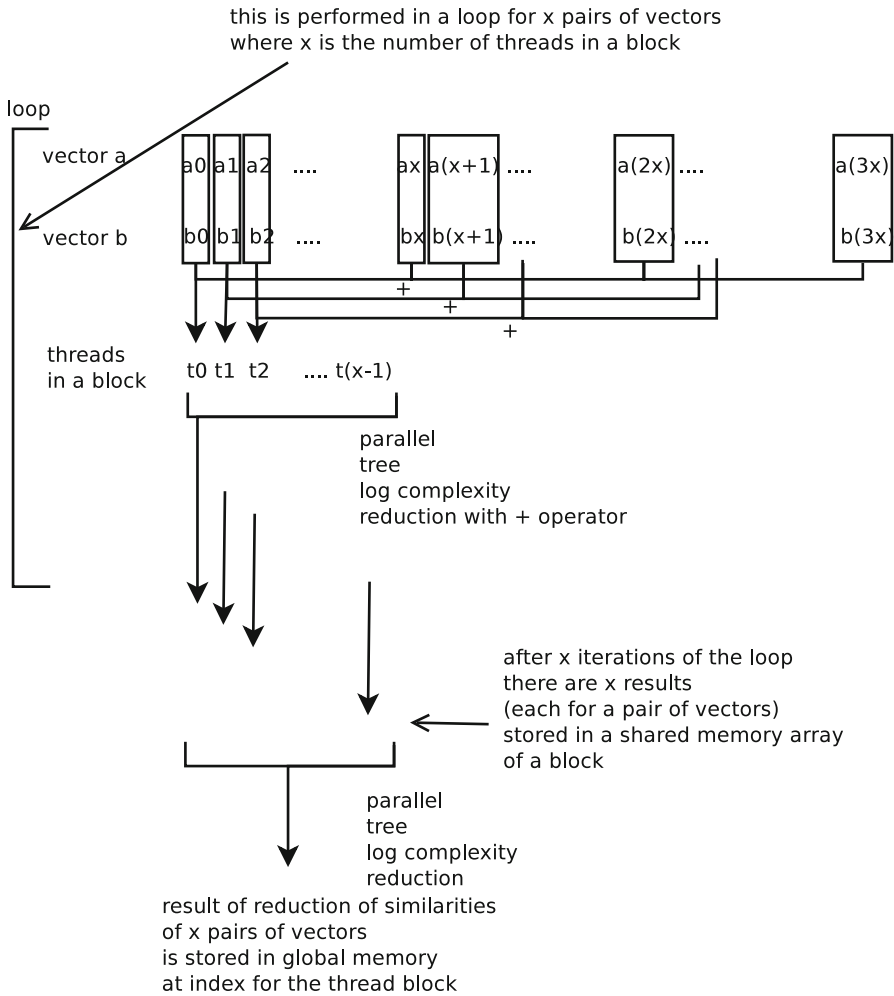 this is performed in a loop for x pairs of vectors
where x is the number of threads in a block
loop
vector a a0 a1 a2 .... ax a(x+1) .... a(2x) .... a(3x)
vector b b0 b1 b2 .... bx b(x+1) .... b(2x) .... b(3x)
+
+
+
threads
in a block
t0 t1 t2 .... t(x-1)
parallel
tree
log complexity
reduction with + operator
after x iterations of the loop
there are x results
(each for a pair of vectors)
stored in a shared memory array
of a block
parallel
tree
log complexity
reduction
result of reduction of similarities
of x pairs of vectors
is stored in global memory
at index for the thread block